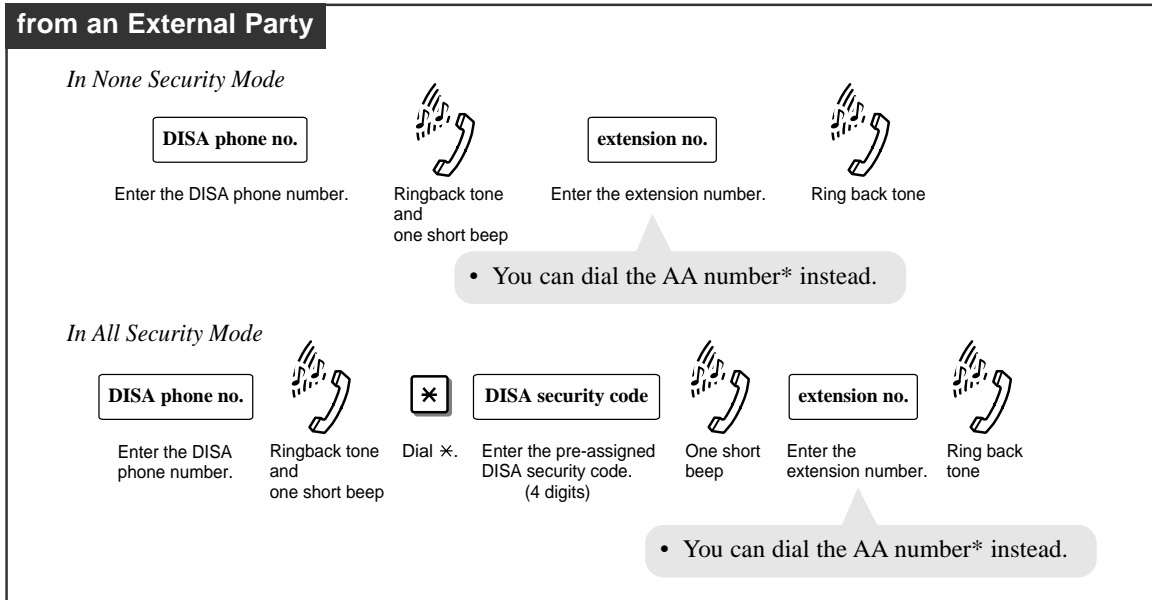 from an External Party
In None Security Mode
DISA phone no.
extension no.
Enter the DISA phone number.
Ringback tone
and
one short beep
Enter the extension number.
Ring back tone
• You can dial the AA number* instead.
In All Security Mode
DISA phone no.
*
DISA security code
extension no.
Enter the DISA
phone number.
Ringback tone
and
one short beep
Dial *.
Enter the pre-assigned
DISA security code.
(4 digits)
One short
beep
Enter the
extension number.
Ring back
tone
• You can dial the AA number* instead.